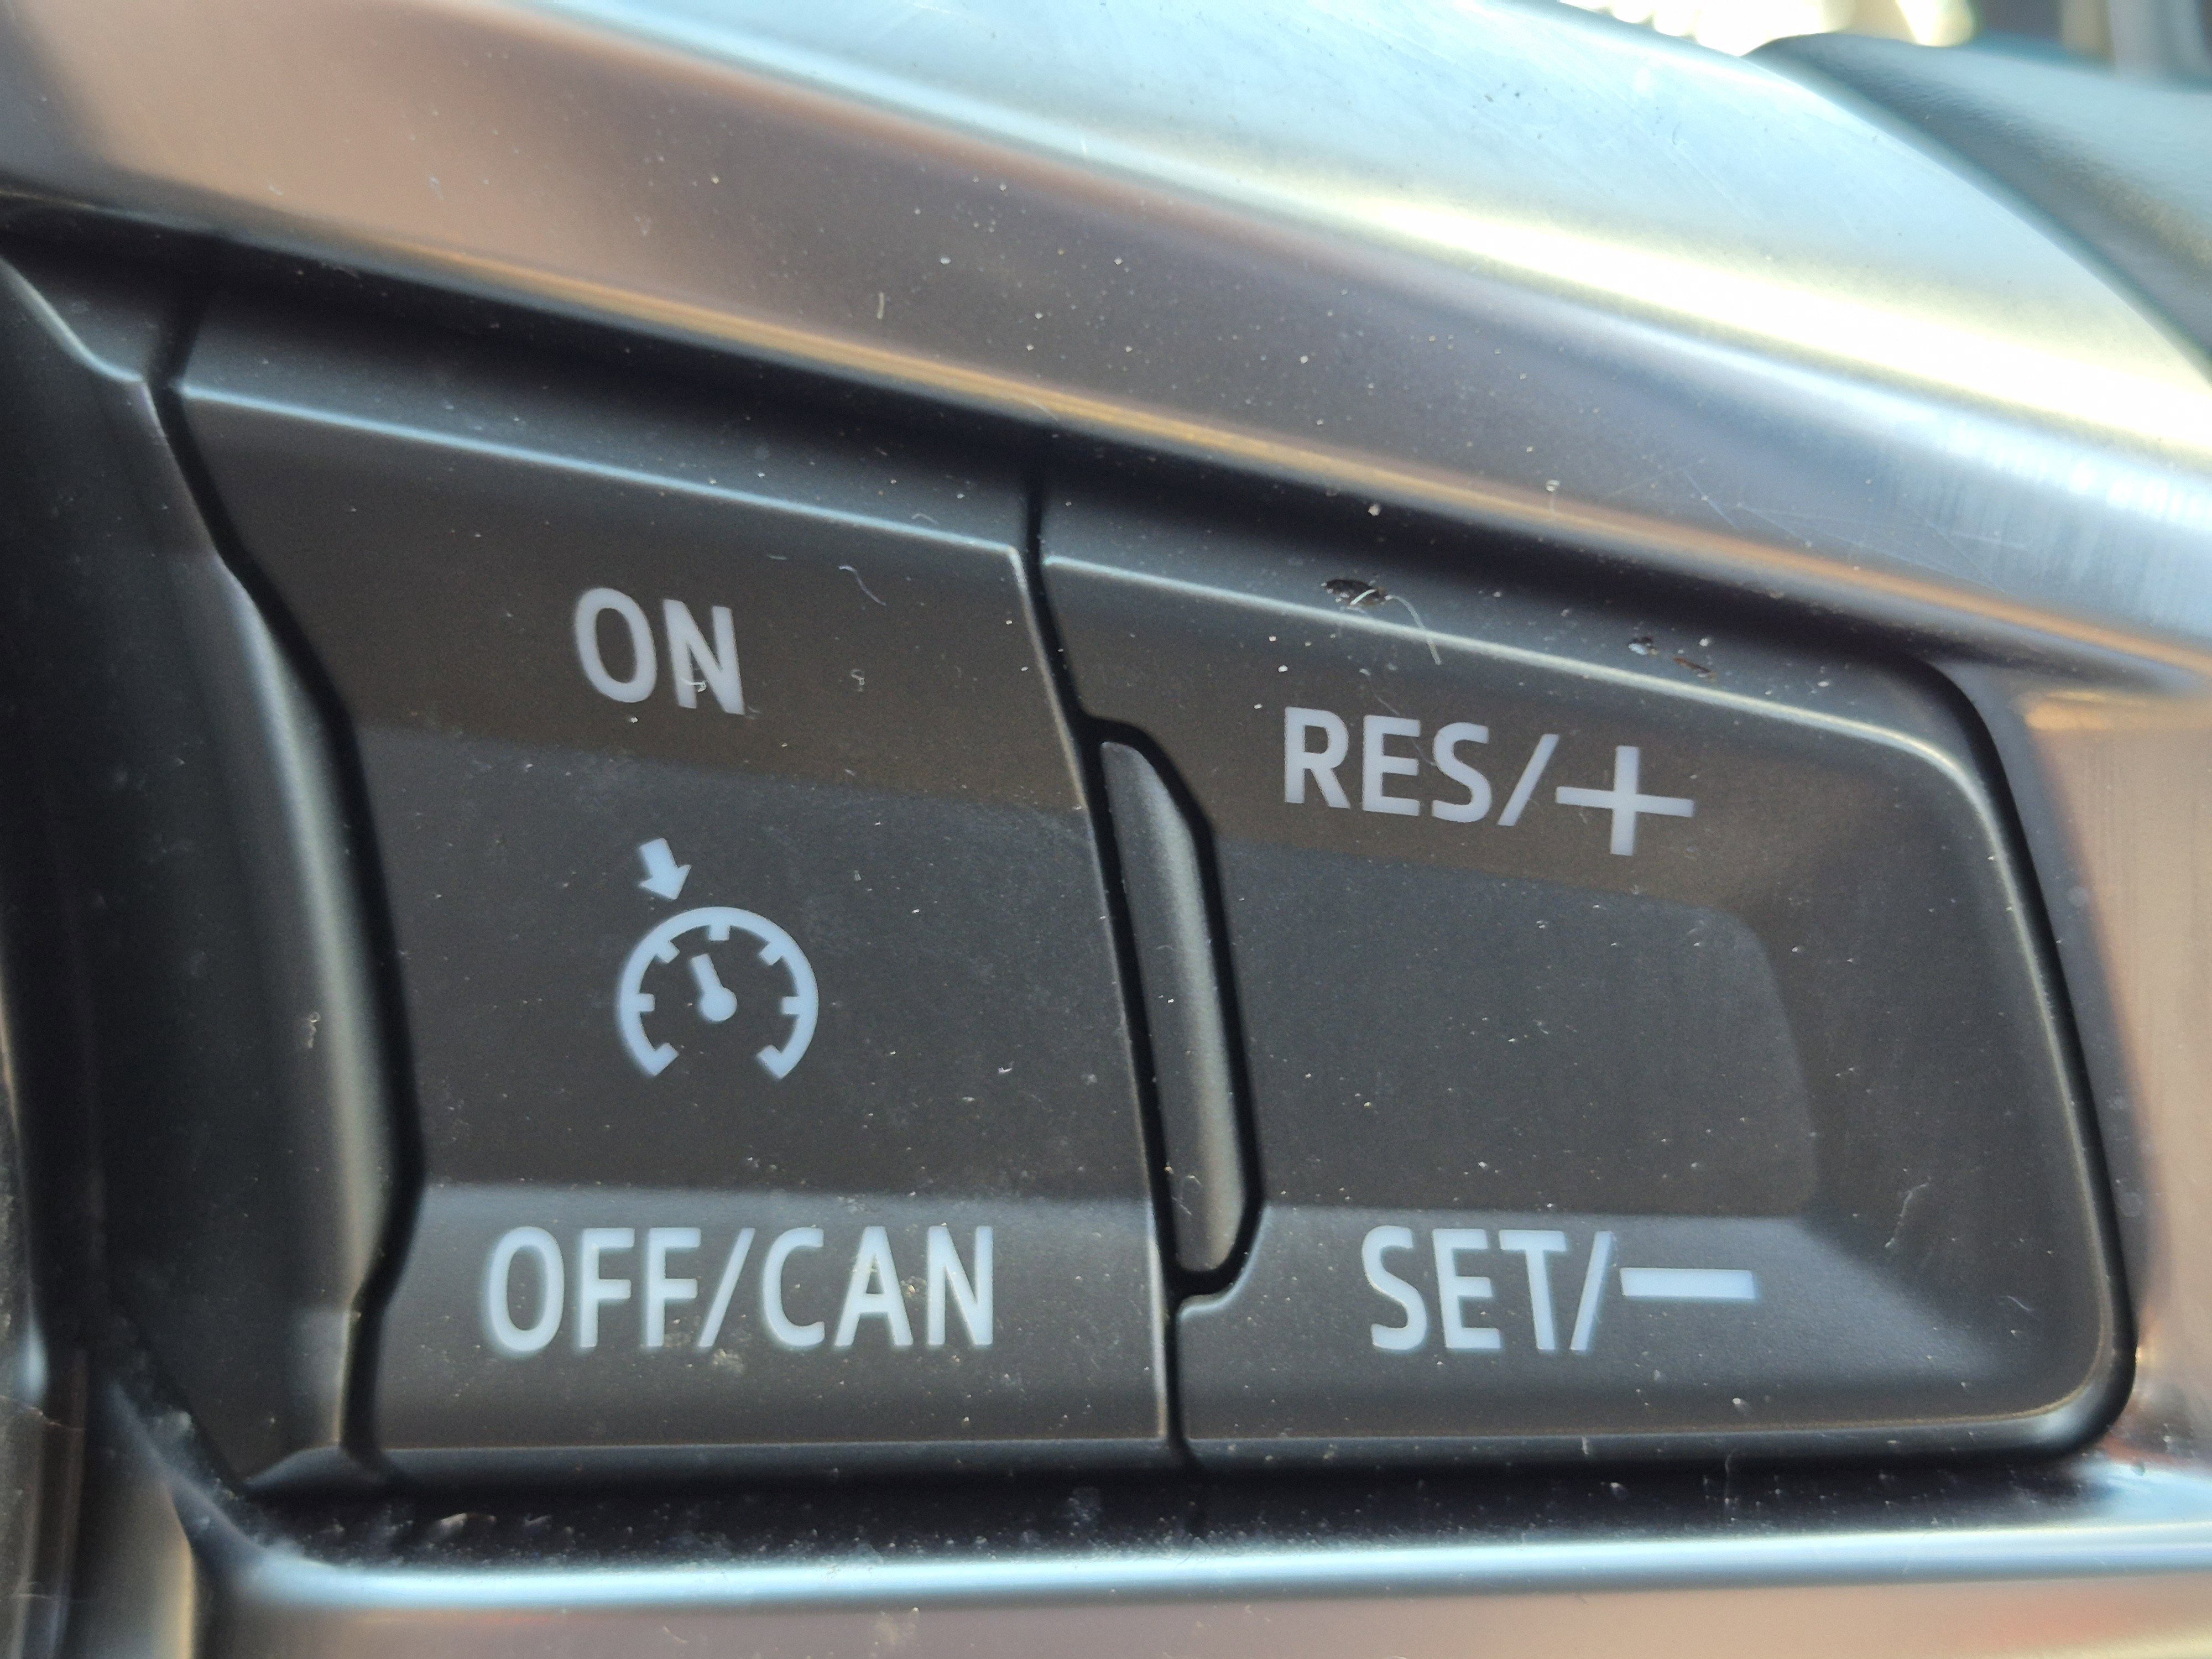 ON
RES/+
OFF/CAN
SET/−